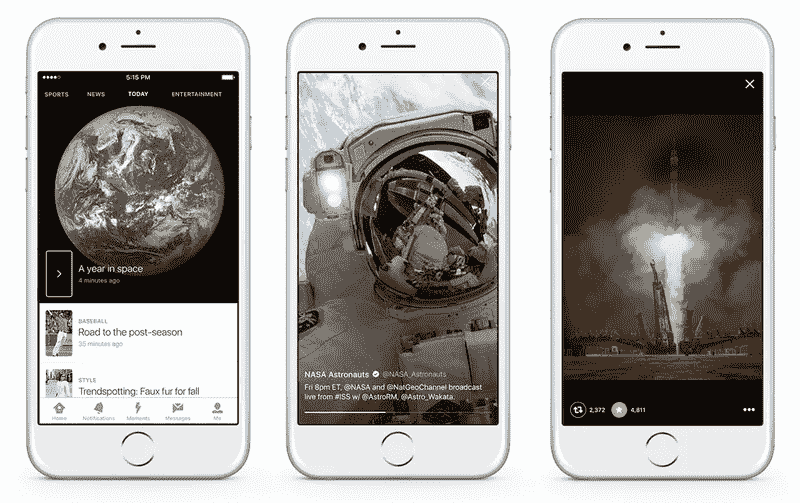 5:15 PM
SPORTS NEWS TODAY ENTERTAINMENT
A year in space
4 minutes ago
BASEBALL
Road to the post-season
35 minutes ago
STYLE
Trendspotting: Faux fur for fall
Home Notifications Moments Messages Me
NASA Astronauts @NASA_Astronauts
Fri 6pm ET, @NASA and @NatGeoChannel broadcast
live from #ISS w/ @AstroRM, @Astro_Wakata.
2,372 4,811